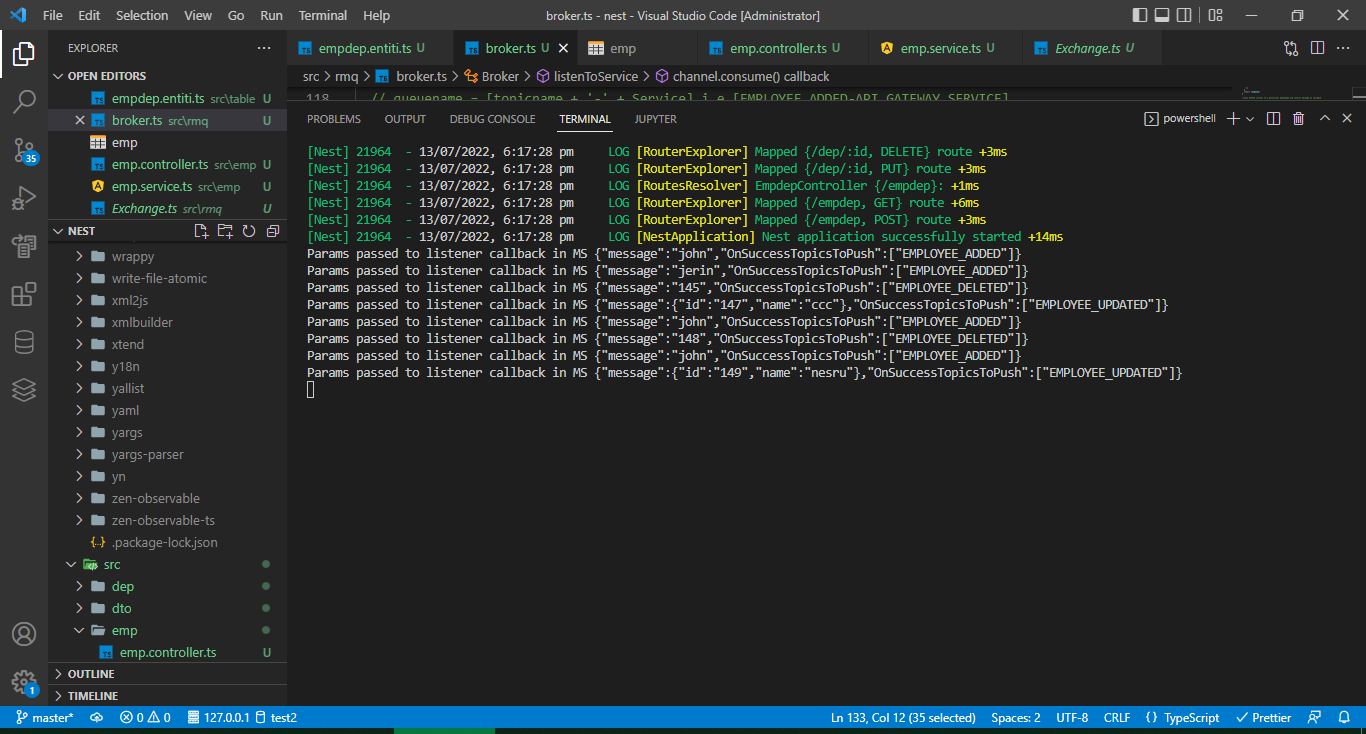 File Edit Selection View Go Run Terminal Help broker.ts - nest - Visual Studio Code [Administrator]
EXPLORER
OPEN EDITORS
empdep.entiti.ts src\table U
broker.ts src\rmq U
emp
emp.controller.ts src\emp U
emp.service.ts src\emp U
Exchange.ts src\rmq U
NEST
wrappy
write-file-atomic
xml2js
xmlbuilder
xtend
y18n
yallist
yaml
yargs
yargs-parser
yn
zen-observable
zen-observable-ts
.package-lock.json
src
dep
dto
emp
emp.controller.ts U
OUTLINE
TIMELINE
35
1
empdep.entiti.ts U broker.ts U emp emp.controller.ts U emp.service.ts U Exchange.ts U
src > rmq > broker.ts > Broker > listenToService > channel.consume() callback
118 // queuename = [topicname + '-' + Service] i.e [EMPLOYEE_ADDED-API_GATEWAY_SERVICE]
PROBLEMS OUTPUT DEBUG CONSOLE TERMINAL JUPYTER powershell
[Nest] 21964 - 13/07/2022, 6:17:28 pm LOG [RouterExplorer] Mapped {/dep/:id, DELETE} route +3ms
[Nest] 21964 - 13/07/2022, 6:17:28 pm LOG [RouterExplorer] Mapped {/dep/:id, PUT} route +3ms
[Nest] 21964 - 13/07/2022, 6:17:28 pm LOG [RoutesResolver] EmpdepController {/empdep}: +1ms
[Nest] 21964 - 13/07/2022, 6:17:28 pm LOG [RouterExplorer] Mapped {/empdep, GET} route +6ms
[Nest] 21964 - 13/07/2022, 6:17:28 pm LOG [RouterExplorer] Mapped {/empdep, POST} route +3ms
[Nest] 21964 - 13/07/2022, 6:17:28 pm LOG [NestApplication] Nest application successfully started +14ms
Params passed to listener callback in MS {"message":"john","OnSuccessTopicsToPush":["EMPLOYEE_ADDED"]}
Params passed to listener callback in MS {"message":"jerin","OnSuccessTopicsToPush":["EMPLOYEE_ADDED"]}
Params passed to listener callback in MS {"message":"145","OnSuccessTopicsToPush":["EMPLOYEE_DELETED"]}
Params passed to listener callback in MS {"message":{"id":"147","name":"ccc"},"OnSuccessTopicsToPush":["EMPLOYEE_UPDATED"]}
Params passed to listener callback in MS {"message":"john","OnSuccessTopicsToPush":["EMPLOYEE_ADDED"]}
Params passed to listener callback in MS {"message":"148","OnSuccessTopicsToPush":["EMPLOYEE_DELETED"]}
Params passed to listener callback in MS {"message":"john","OnSuccessTopicsToPush":["EMPLOYEE_ADDED"]}
Params passed to listener callback in MS {"message":{"id":"149","name":"nesru"},"OnSuccessTopicsToPush":["EMPLOYEE_UPDATED"]}
master* 0 0 127.0.0.1 test2 Ln 133, Col 12 (35 selected) Spaces: 2 UTF-8 CRLF {} TypeScript Prettier